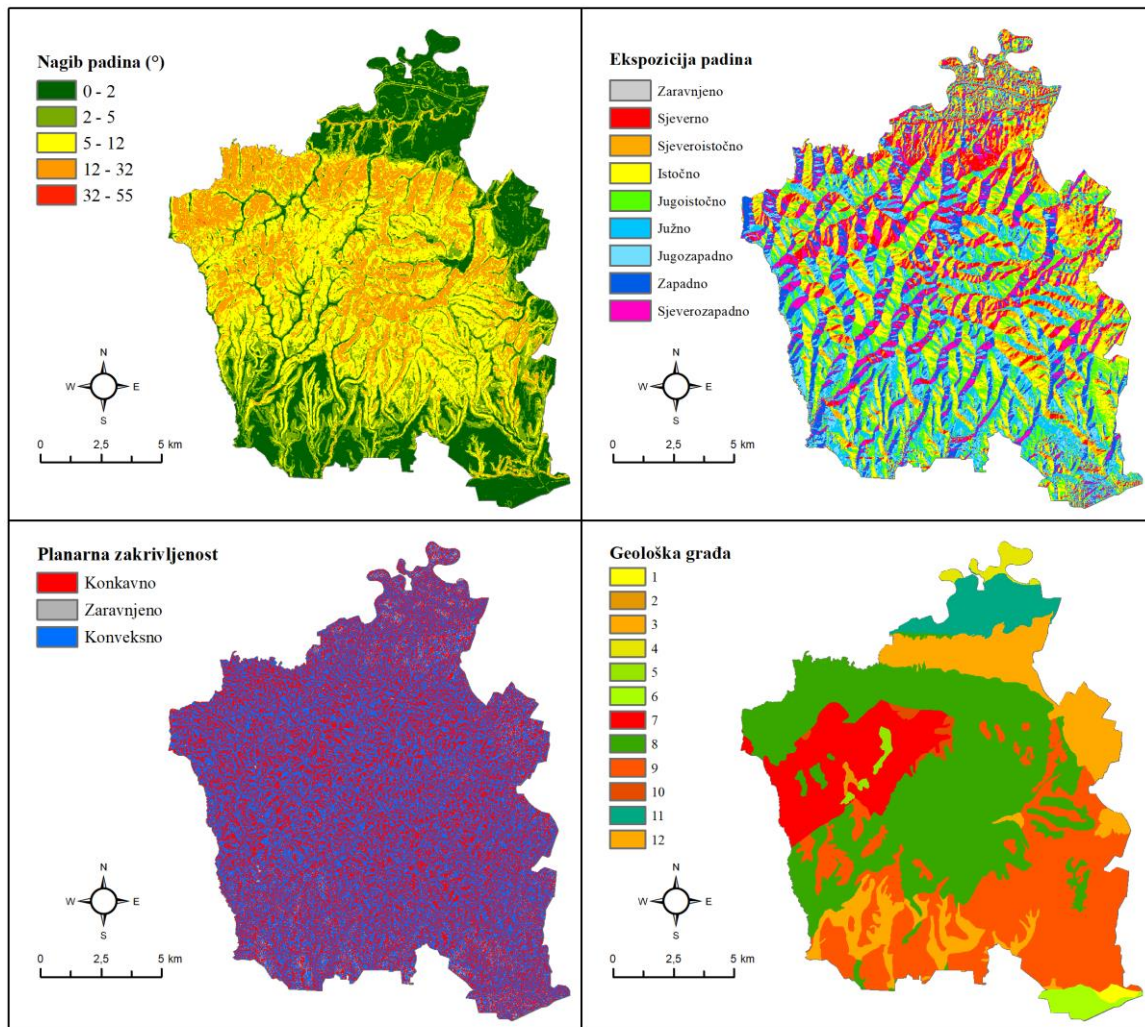 Nagib padina (°)
0 - 2
2 - 5
5 - 12
12 - 32
32 - 55
N
W E
S
0 2,5 5 km
Ekspozicija padina
Zaravnjeno
Sjeverno
Sjeveroistočno
Istočno
Jugoistočno
Južno
Jugozapadno
Zapadno
Sjeverozapadno
N
W E
S
0 2,5 5 km
Planarna zakrivljenost
Konkavno
Zaravnjeno
Konveksno
N
W E
S
0 2,5 5 km
Geološka građa
1
2
3
4
5
6
7
8
9
10
11
12
N
W E
S
0 2,5 5 km